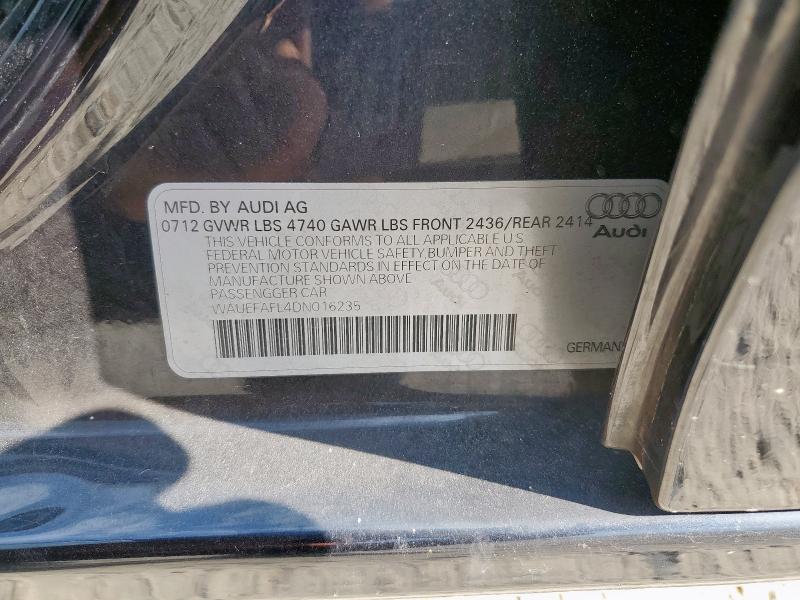 MFD. BY AUDI AG
0712 GVWR LBS 4740 GAWR LBS FRONT 2436/REAR 2414
Audi
THIS VEHICLE CONFORMS TO ALL APPLICABLE U S
FEDERAL MOTOR VEHICLE SAFETY,BUMPER AND THEFT
PREVENTION STANDARDS IN EFFECT ON THE DATE OF
MANUFACTURE SHOWN ABOVE
PASSENGGER CAR
WAUEFAFL4DN016235
GERMANY